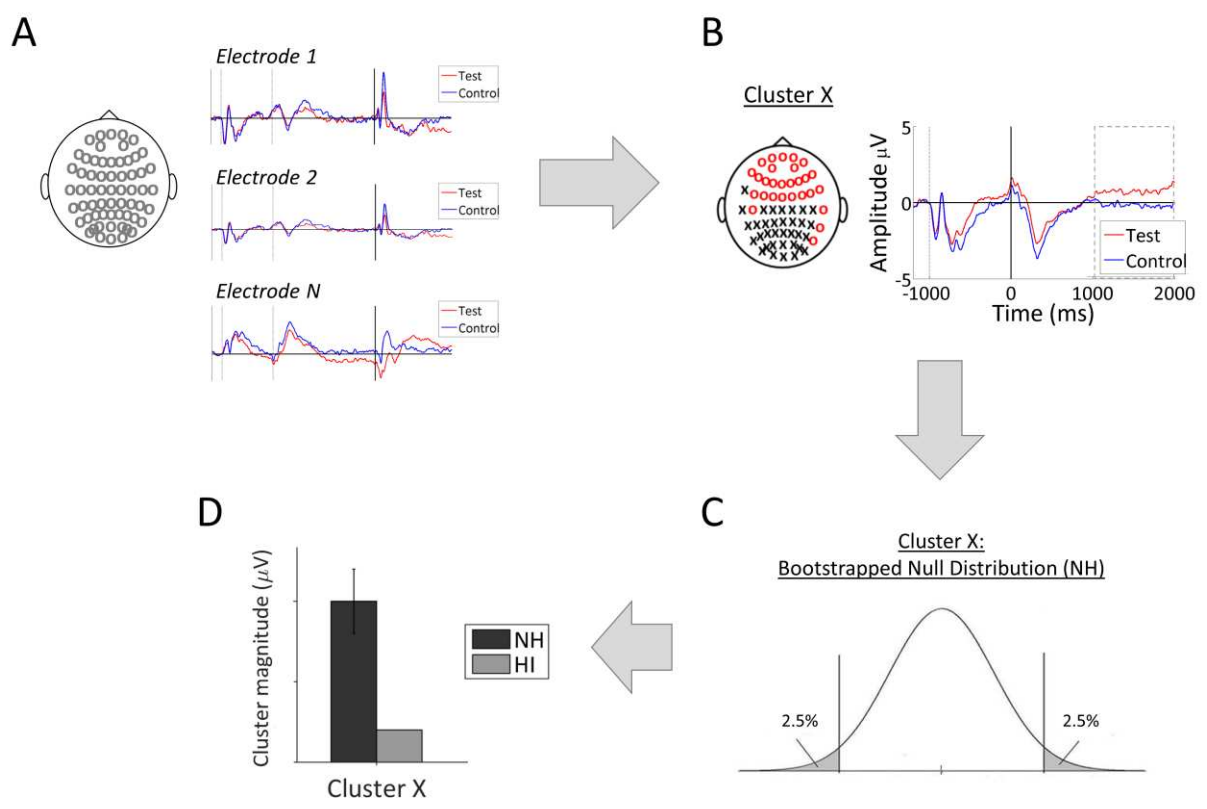 A
Electrode 1
Test
Control
Electrode 2
Test
Control
Electrode N
Test
Control
B
Cluster X
Amplitude μV
5
0
-5
Test
Control
-1000
0
1000
2000
Time (ms)
C
Cluster X:
Bootstrapped Null Distribution (NH)
2.5%
2.5%
D
Cluster magnitude (μV)
NH
HI
Cluster X